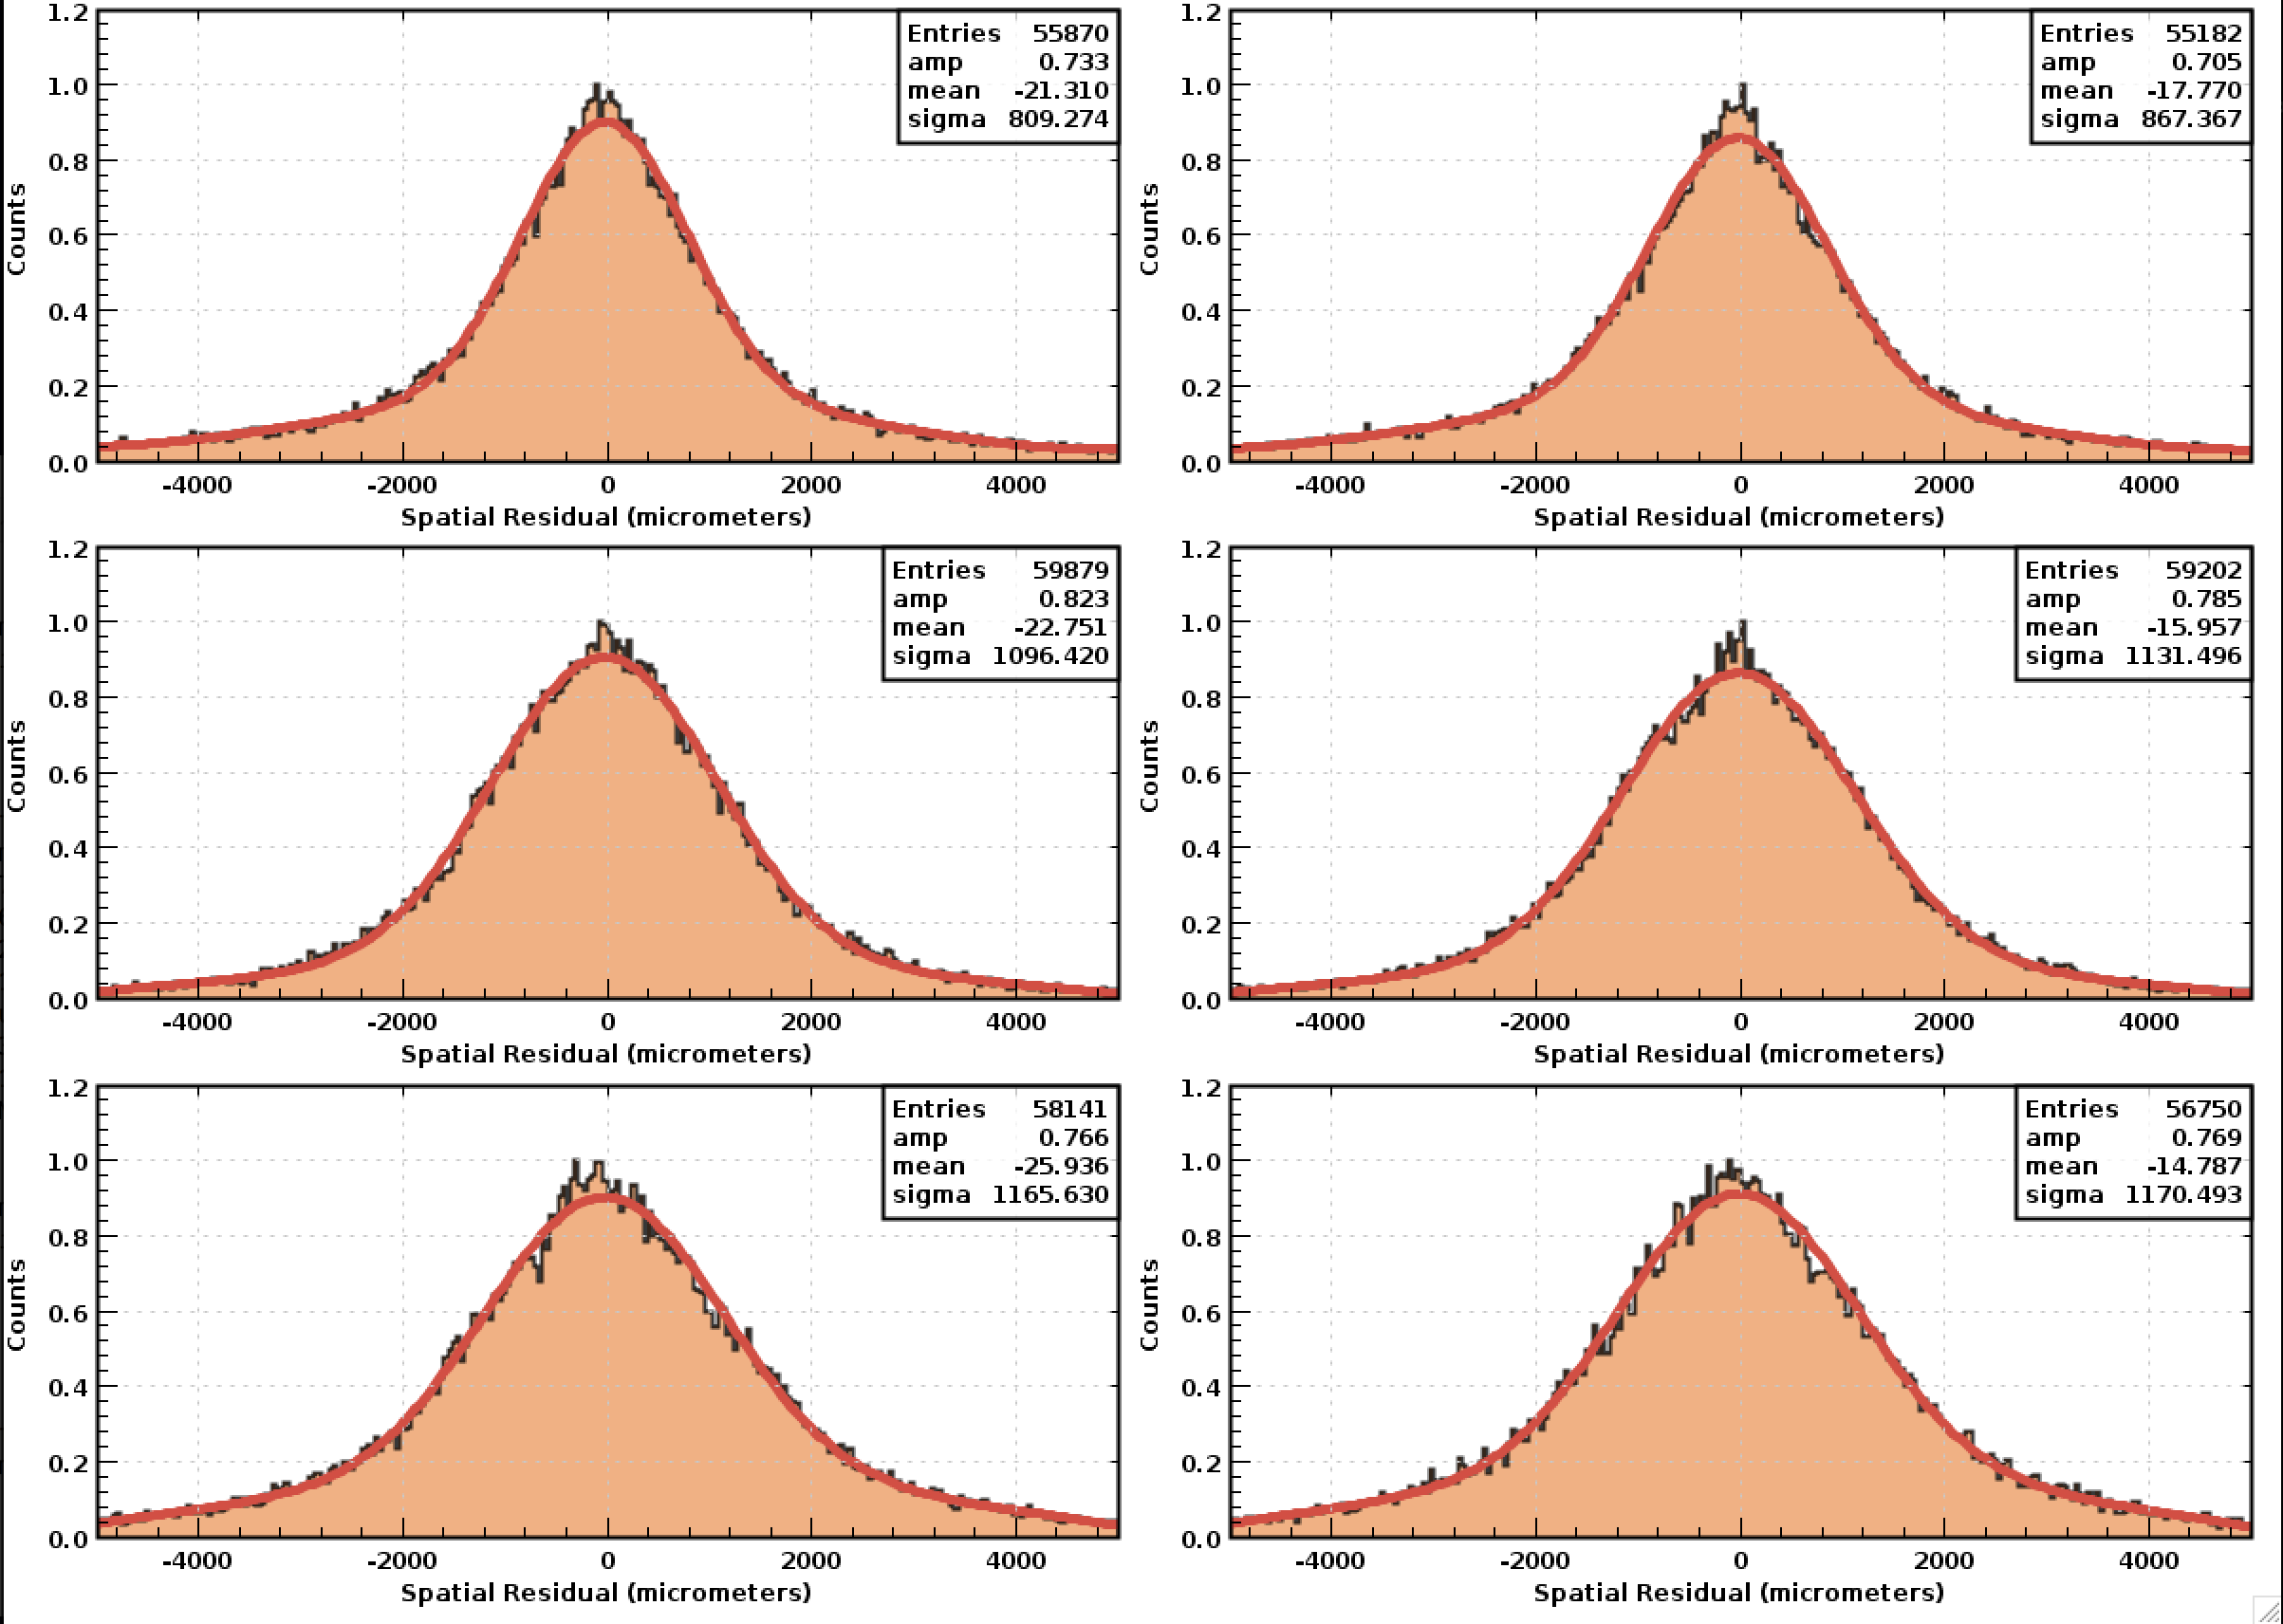 1.2
1.0
0.8
0.6
0.4
0.2
0.0
Counts
Entries 55870
amp 0.733
mean -21.310
sigma 809.274
-4000 -2000 0 2000 4000
Spatial Residual (micrometers)
1.2
1.0
0.8
0.6
0.4
0.2
0.0
Counts
Entries 55182
amp 0.705
mean -17.770
sigma 867.367
-4000 -2000 0 2000 4000
Spatial Residual (micrometers)
1.2
1.0
0.8
0.6
0.4
0.2
0.0
Counts
Entries 59879
amp 0.823
mean -22.751
sigma 1096.420
-4000 -2000 0 2000 4000
Spatial Residual (micrometers)
1.2
1.0
0.8
0.6
0.4
0.2
0.0
Counts
Entries 59202
amp 0.785
mean -15.957
sigma 1131.496
-4000 -2000 0 2000 4000
Spatial Residual (micrometers)
1.2
1.0
0.8
0.6
0.4
0.2
0.0
Counts
Entries 58141
amp 0.766
mean -25.936
sigma 1165.630
-4000 -2000 0 2000 4000
Spatial Residual (micrometers)
1.2
1.0
0.8
0.6
0.4
0.2
0.0
Counts
Entries 56750
amp 0.769
mean -14.787
sigma 1170.493
-4000 -2000 0 2000 4000
Spatial Residual (micrometers)